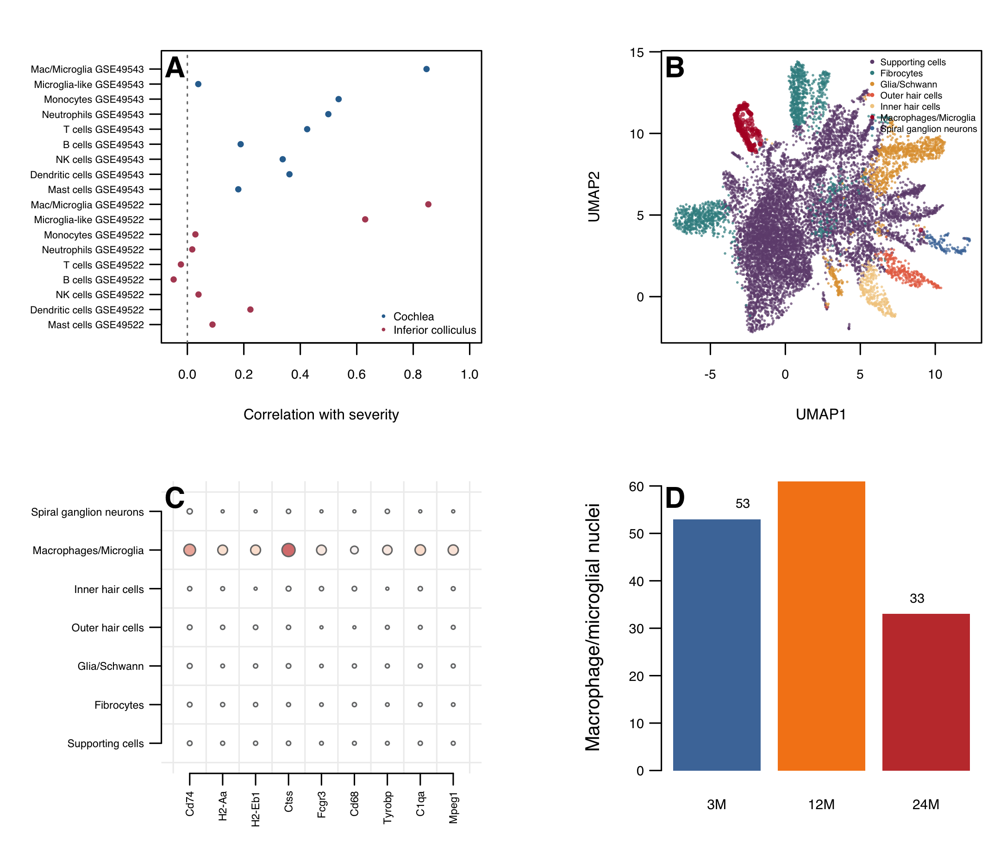 A
Mac/Microglia GSE49543
Microglia-like GSE49543
Monocytes GSE49543
Neutrophils GSE49543
T cells GSE49543
B cells GSE49543
NK cells GSE49543
Dendritic cells GSE49543
Mast cells GSE49543
Mac/Microglia GSE49522
Microglia-like GSE49522
Monocytes GSE49522
Neutrophils GSE49522
T cells GSE49522
B cells GSE49522
NK cells GSE49522
Dendritic cells GSE49522
Mast cells GSE49522
Cochlea
Inferior colliculus
0.0 0.2 0.4 0.6 0.8 1.0
Correlation with severity
B
15
10
5
0
UMAP2
Supporting cells
Fibrocytes
Glia/Schwann
Outer hair cells
Inner hair cells
Macrophages/Microglia
Spiral ganglion neurons
-5 0 5 10
UMAP1
C
Spiral ganglion neurons
Macrophages/Microglia
Inner hair cells
Outer hair cells
Glia/Schwann
Fibrocytes
Supporting cells
Cd74
H2-Aa
H2-Eb1
Ctss
Fcgr3
Cd68
Tyrobp
C1qa
Mpeg1
D
Macrophage/microglial nuclei
60
50
40
30
20
10
0
53
33
3M 12M 24M